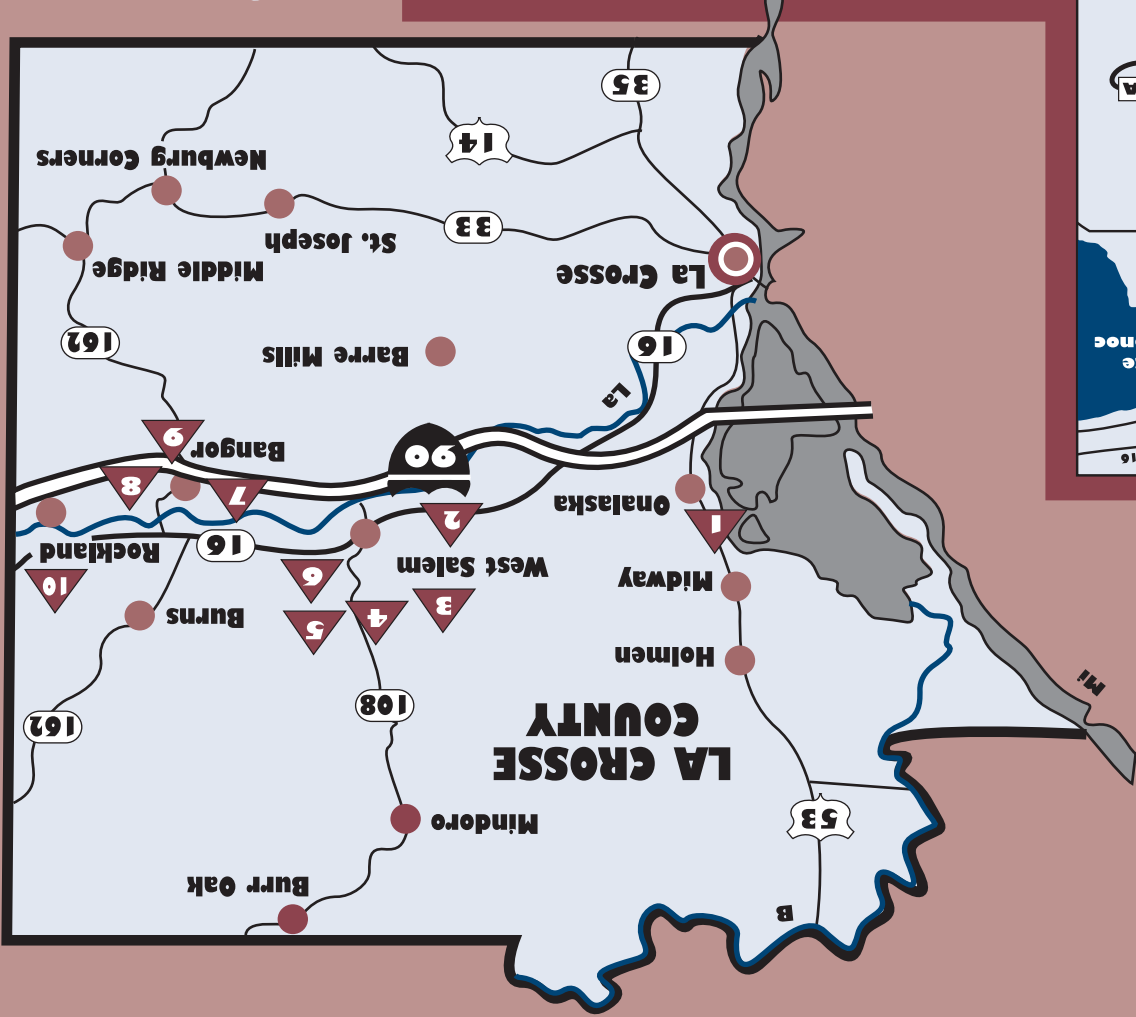 B
Burr Oak
53
Mindoro
LA CROSSE
COUNTY
162
108
Mi
Holmen
Burns
5
4
3
Midway
6
10
West Salem
Rockland
16
1
2
Onalaska
7
8
16
90
Bangor
9
La
Barre Mills
16
162
La Crosse
Middle Ridge
St. Joseph
33
Newburg Corners
14
35